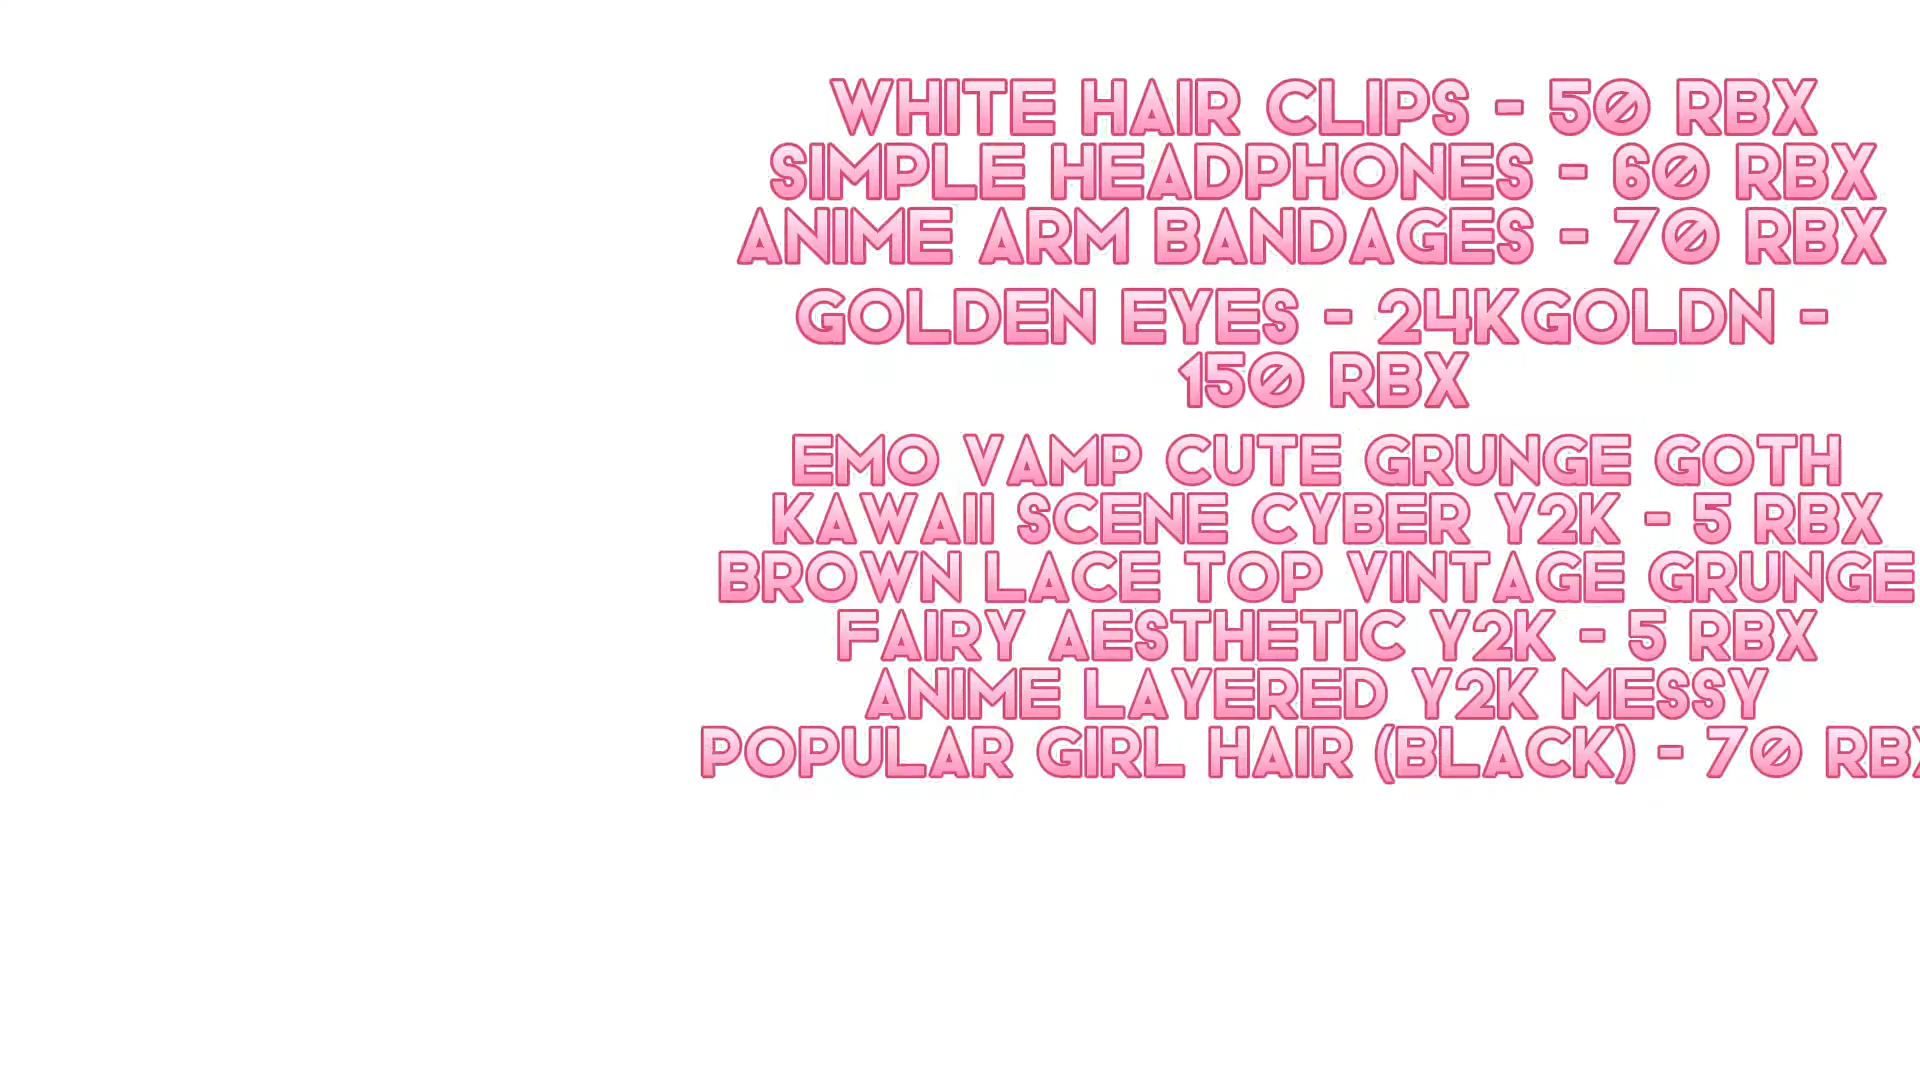 WHITE HAIR CLIPS - 50 RBX
SIMPLE HEADPHONES - 60 RBX
ANIME ARM BANDAGES - 70 RBX
GOLDEN EYES - 24KGOLDN -
150 RBX
EMO VAMP CUTE GRUNGE GOTH
KAWAII SCENE CYBER Y2K - 5 RBX
BROWN LACE TOP VINTAGE GRUNGE
FAIRY AESTHETIC Y2K - 5 RBX
ANIME LAYERED Y2K MESSY
POPULAR GIRL HAIR (BLACK) - 70 RBX